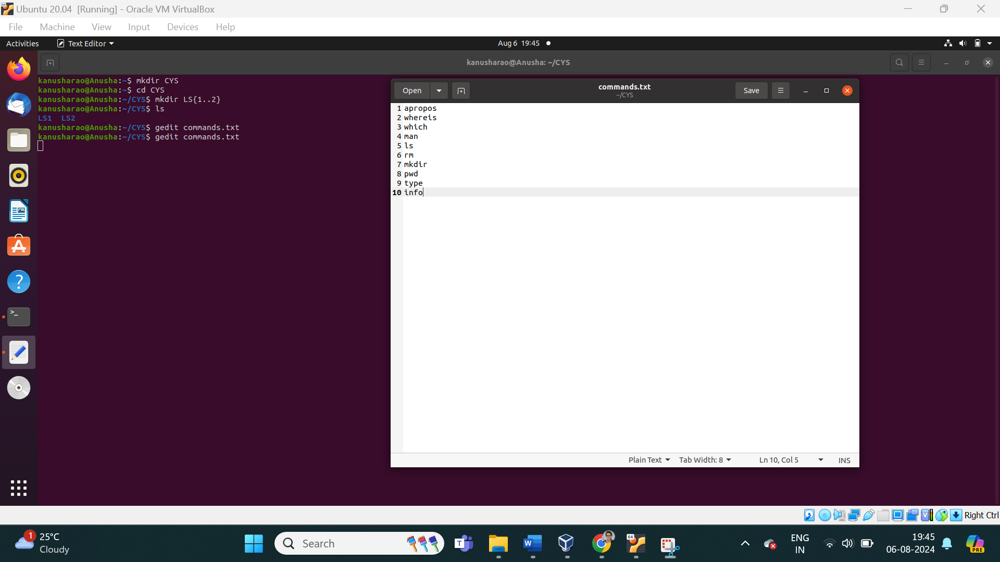 Ubuntu 20.04 [Running] - Oracle VM VirtualBox
File Machine View Input Devices Help
Activities Text Editor Aug 6 19:45
kanusharao@Anusha: ~/CYS
kanusharao@Anusha:~$ mkdir CYS
kanusharao@Anusha:~$ cd CYS
kanusharao@Anusha:~/CYS$ mkdir LS{1..2}
kanusharao@Anusha:~/CYS$ ls
LS1 LS2
kanusharao@Anusha:~/CYS$ gedit commands.txt
kanusharao@Anusha:~/CYS$ gedit commands.txt
Open commands.txt Save
~/CYS
1 apropos
2 whereis
3 which
4 man
5 ls
6 rm
7 mkdir
8 pwd
9 type
10 info
Plain Text Tab Width: 8 Ln 10, Col 5 INS
Right Ctrl
1 25°C
Cloudy
Search
T
W
64
ENG
IN
19:45
06-08-2024
PRE